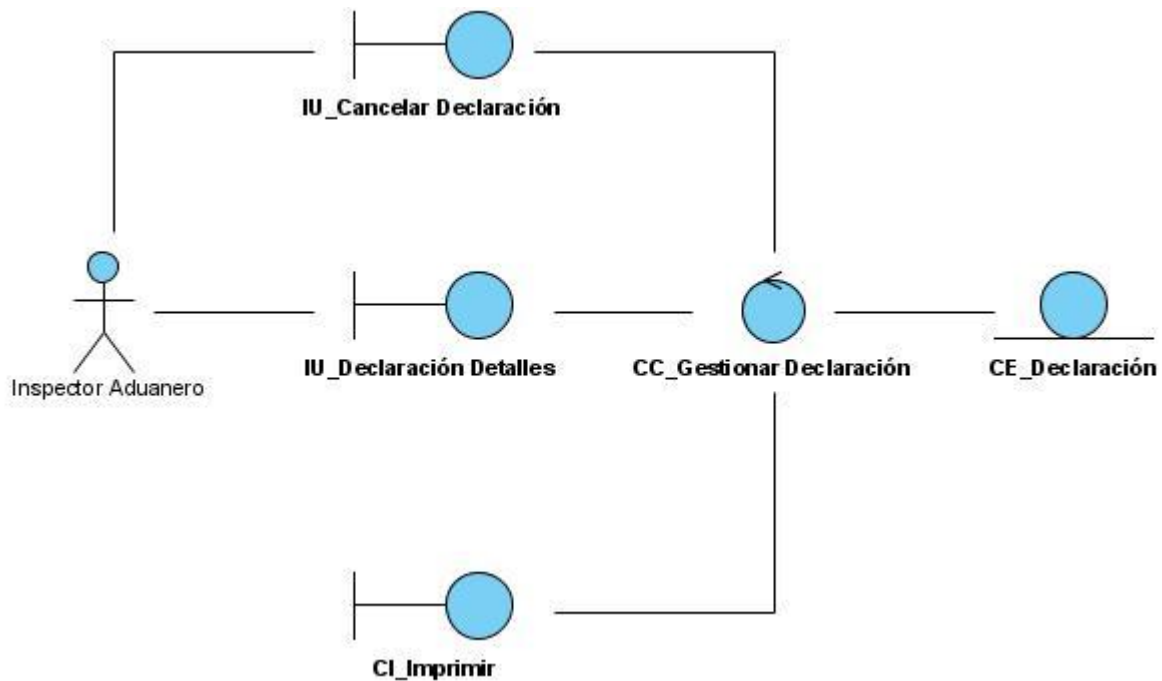 IU_Cancelar Declaración
Inspector Aduanero
IU_Declaración Detalles
CC_Gestionar Declaración
CE_Declaración
CI_Imprimir